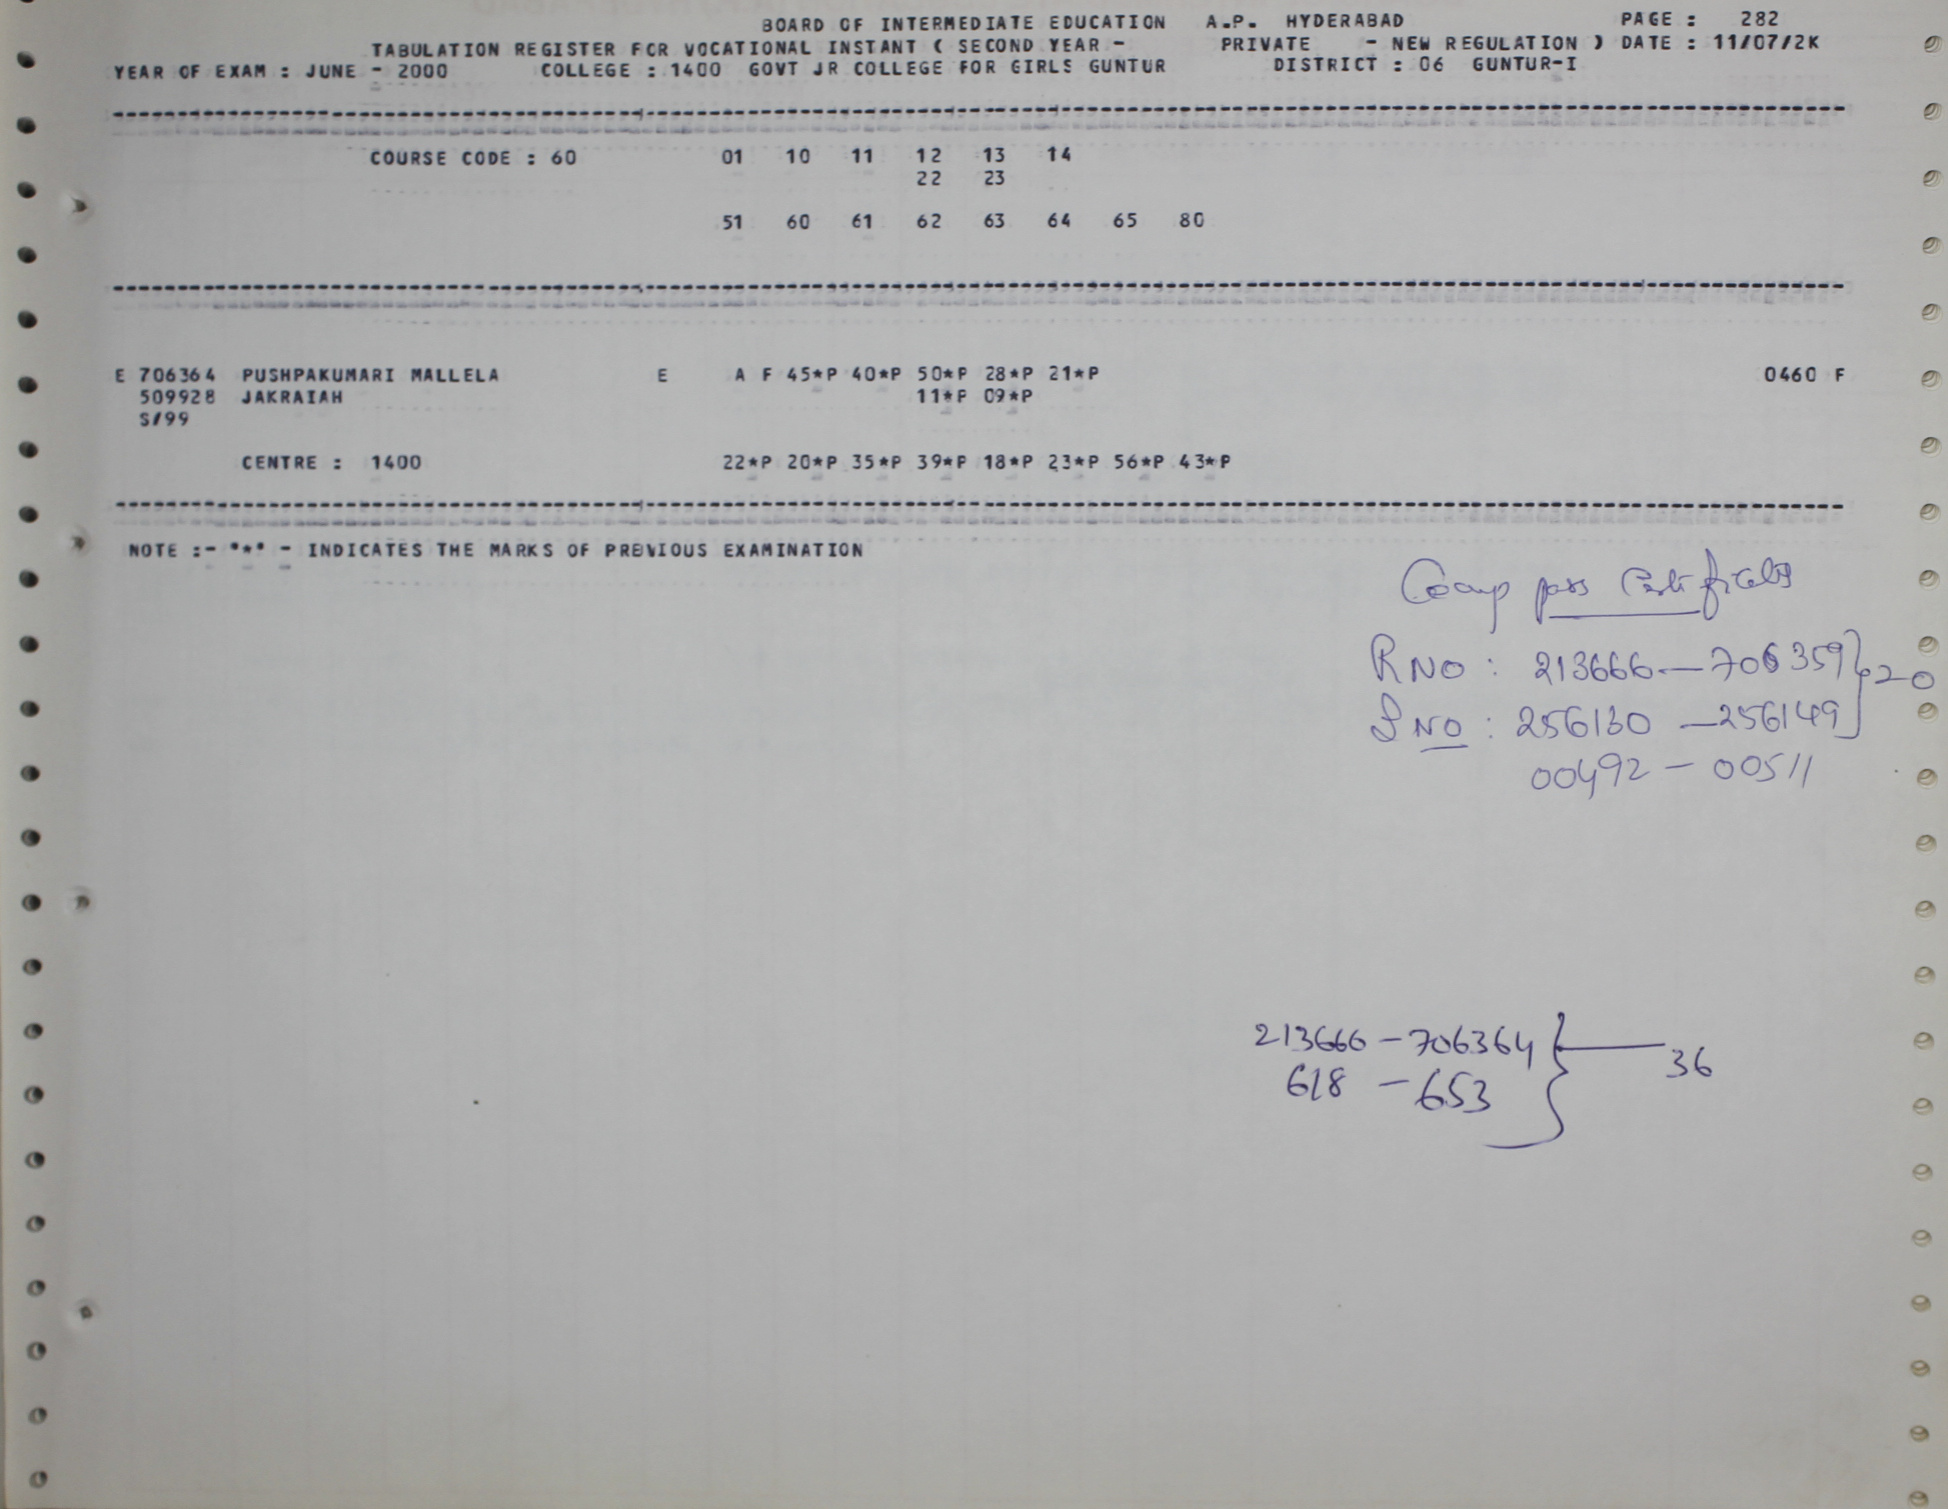 BOARD OF INTERMEDIATE EDUCATION A.P. HYDERABAD PAGE : 282
TABULATION REGISTER FOR VOCATIONAL INSTANT ( SECOND YEAR - PRIVATE - NEW REGULATION ) DATE : 11/07/2K
YEAR OF EXAM : JUNE - 2000 COLLEGE : 1400 GOVT JR COLLEGE FOR GIRLS GUNTUR DISTRICT : 06 GUNTUR-I
COURSE CODE : 60 01 10 11 12 13 14
22 23
51 60 61 62 63 64 65 80
E 706364 PUSHPAKUMARI MALLELA E A F 45*P 40*P 50*P 28*P 21*P 0460 F
509928 JAKRAIAH 11*P 09*P
S/99
CENTRE : 1400 22*P 20*P 35*P 39*P 18*P 23*P 56*P 43*P
NOTE :- "*" - INDICATES THE MARKS OF PREVIOUS EXAMINATION
Comp pass Certificates
R NO : 213666 - 706359 } 20
S NO : 256130 - 256149
00492 - 00511
213666 - 706364 } 36
618 - 653